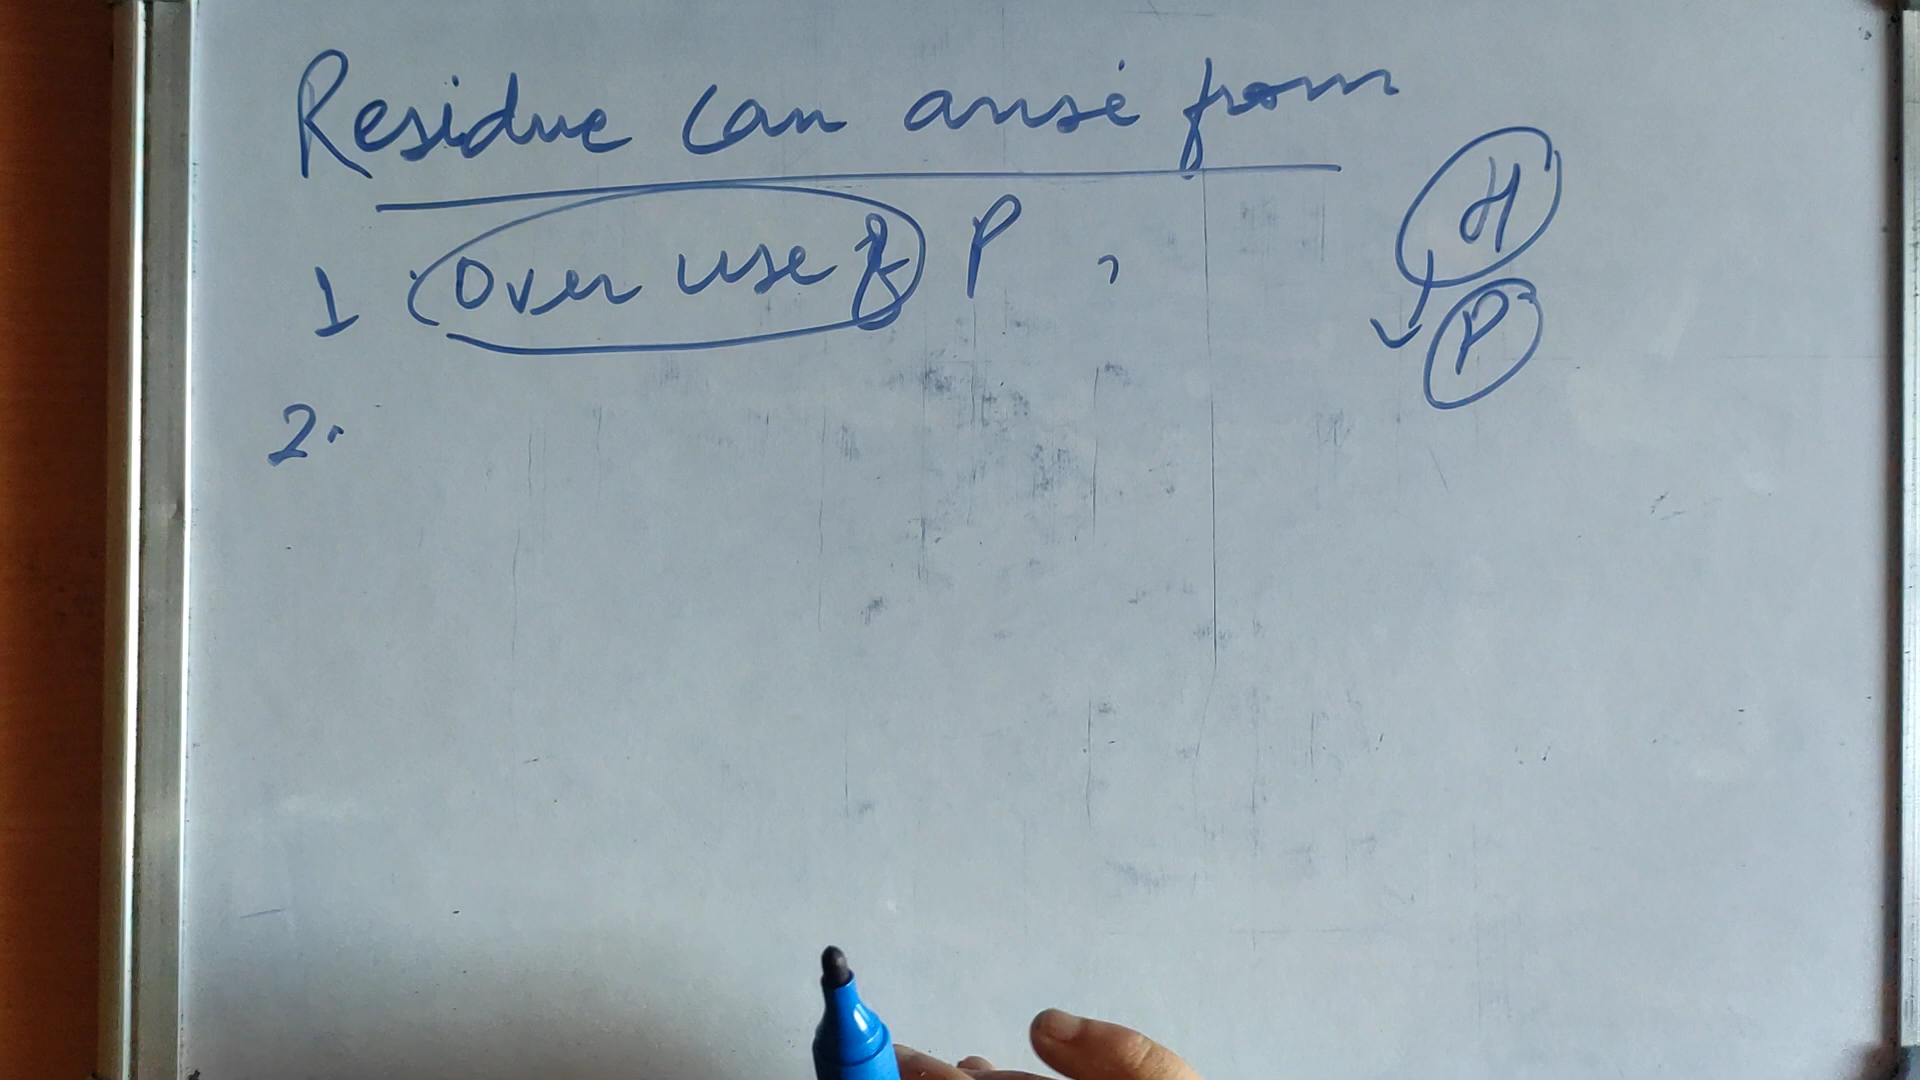 Residue can arise from
1 Over use of P ,
H
P
2.